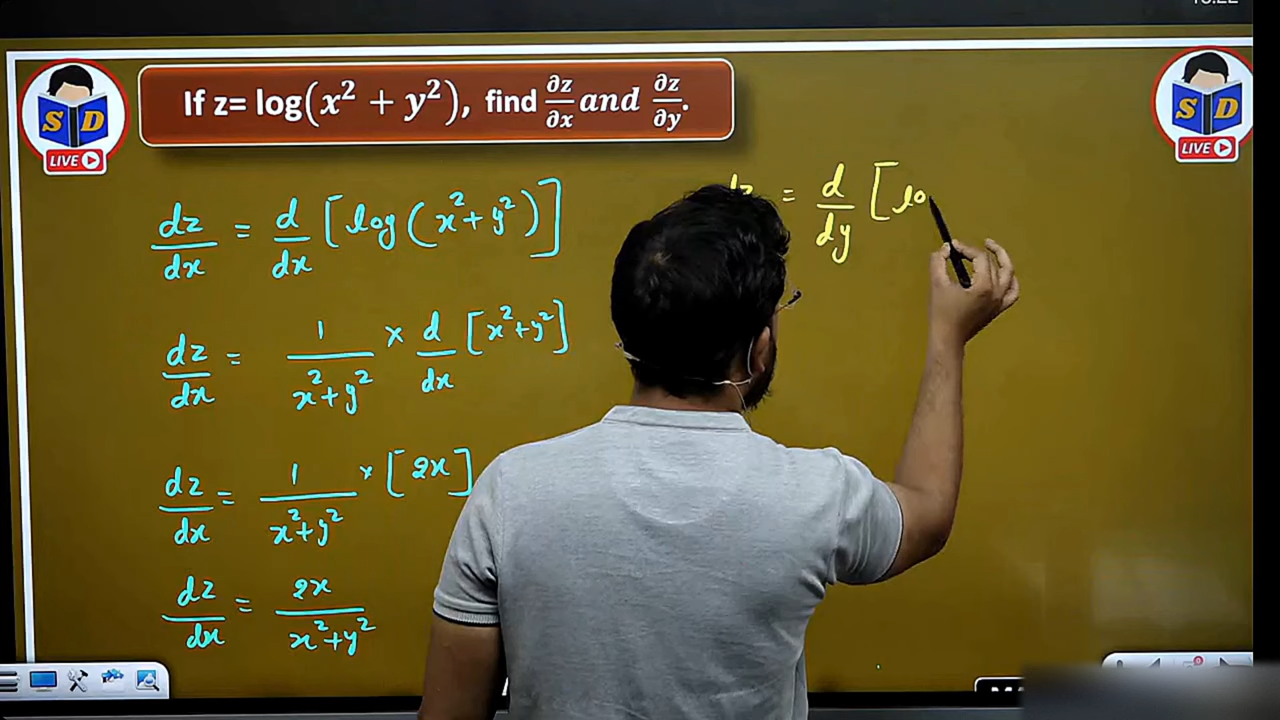 If z= log(x² + y²), find ∂z/∂x and ∂z/∂y.
SD
LIVE
SD
LIVE
dz/dx = d/dx [log (x²+y²)]
dz/dx = 1/(x²+y²) × d/dx [x²+y²]
dz/dx = 1/(x²+y²) × [2x]
dz/dx = 2x/(x²+y²)
= d/dy [lo